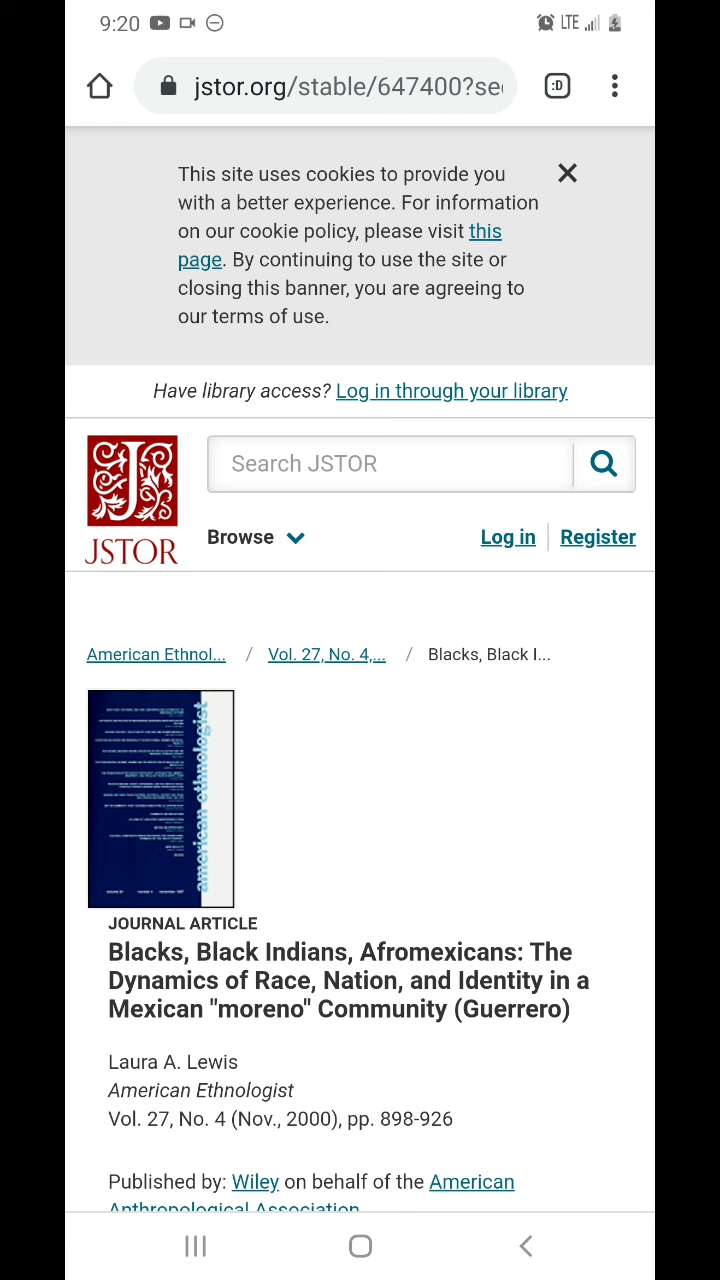 9:20
LTE
jstor.org/stable/647400?se
:D
This site uses cookies to provide you
with a better experience. For information
on our cookie policy, please visit this
page. By continuing to use the site or
closing this banner, you are agreeing to
our terms of use.
Have library access? Log in through your library
JSTOR
Search JSTOR
Browse
Log in
Register
American Ethnol... / Vol. 27, No. 4,... / Blacks, Black I...
american ethnologist
JOURNAL ARTICLE
Blacks, Black Indians, Afromexicans: The
Dynamics of Race, Nation, and Identity in a
Mexican "moreno" Community (Guerrero)
Laura A. Lewis
American Ethnologist
Vol. 27, No. 4 (Nov., 2000), pp. 898-926
Published by: Wiley on behalf of the American
Anthropological Association